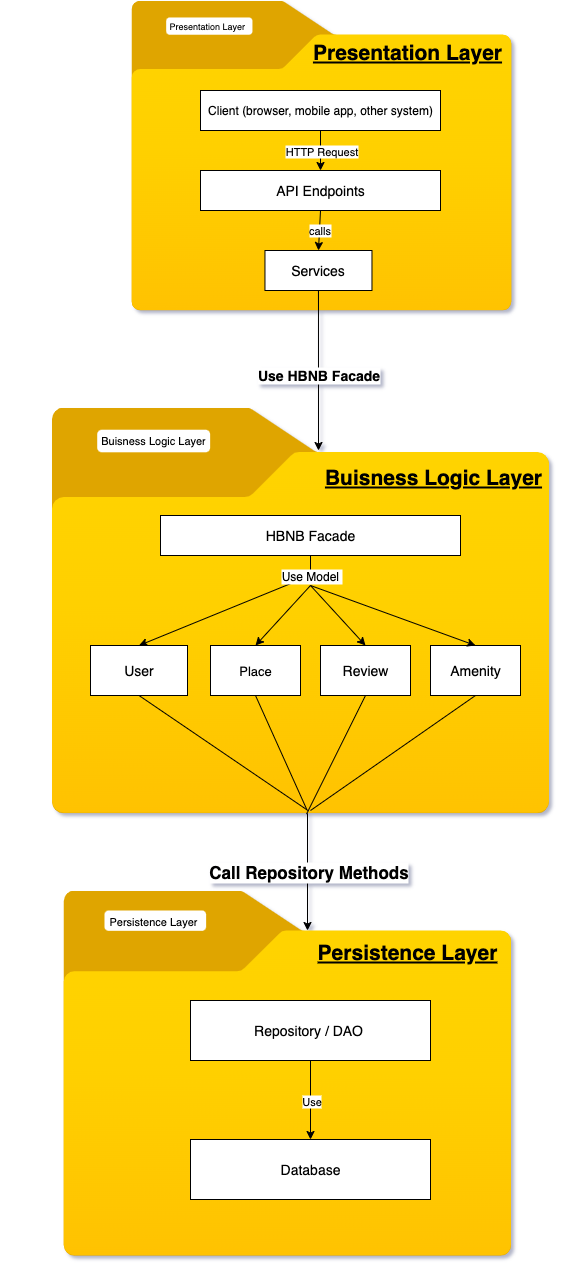 Presentation Layer
Presentation Layer
Client (browser, mobile app, other system)
HTTP Request
API Endpoints
calls
Services
Use HBNB Facade
Buisness Logic Layer
Buisness Logic Layer
HBNB Facade
Use Model
User
Place
Review
Amenity
Call Repository Methods
Persistence Layer
Persistence Layer
Repository / DAO
Use
Database